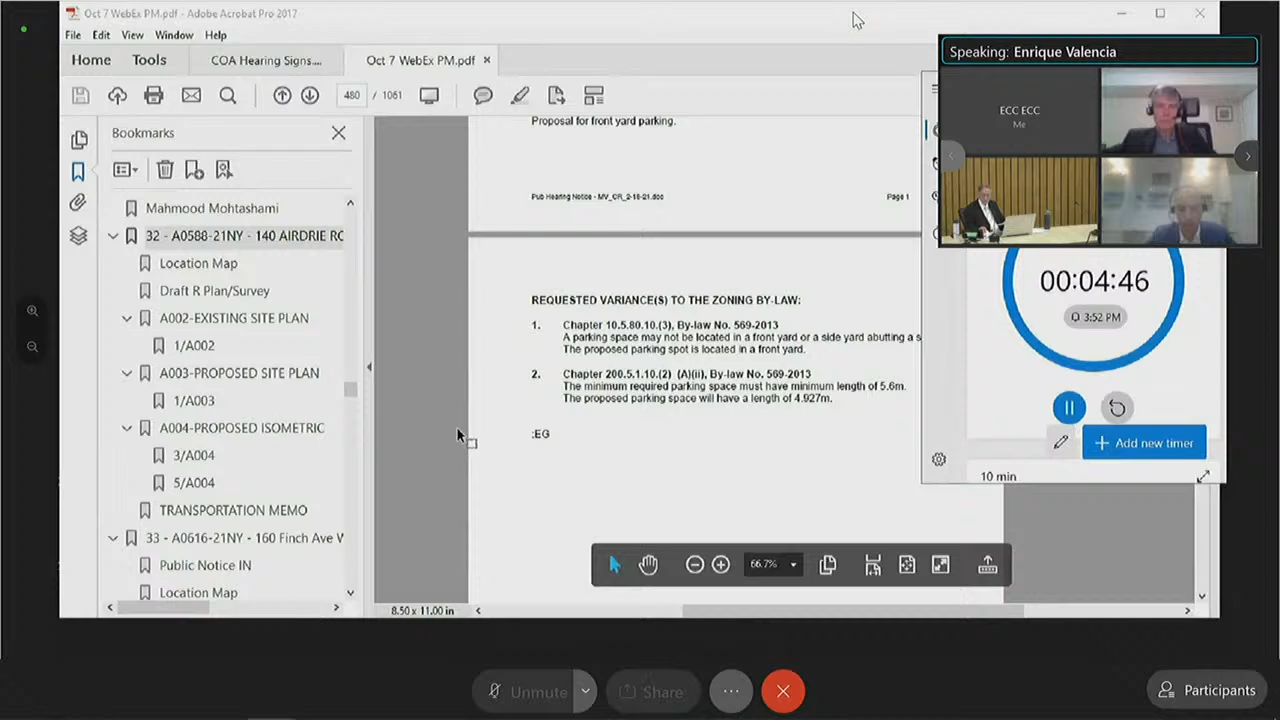 Oct 7 WebEx PM.pdf - Adobe Acrobat Pro 2017
File Edit View Window Help
Home Tools COA Hearing Signs.... Oct 7 WebEx PM.pdf ×
480 / 1061
Speaking: Enrique Valencia
ECC ECC
Me
Bookmarks
Mahmood Mohtashami
32 - A0588-21NY - 140 AIRDRIE RO
Location Map
Draft R Plan/Survey
A002-EXISTING SITE PLAN
1/A002
A003-PROPOSED SITE PLAN
1/A003
A004-PROPOSED ISOMETRIC
3/A004
5/A004
TRANSPORTATION MEMO
33 - A0616-21NY - 160 Finch Ave W
Public Notice IN
Location Map
Proposal for front yard parking.
Pub Hearing Notice - MV_CR_2-16-21.doc Page 1
REQUESTED VARIANCE(S) TO THE ZONING BY-LAW:
1. Chapter 10.5.80.10.(3), By-law No. 569-2013
A parking space may not be located in a front yard or a side yard abutting a s
The proposed parking spot is located in a front yard.
2. Chapter 200.5.1.10.(2) (A)(ii), By-law No. 569-2013
The minimum required parking space must have minimum length of 5.6m.
The proposed parking space will have a length of 4.927m.
:EG
00:04:46
3:52 PM
Add new timer
10 min
66.7%
8.50 x 11.00 in
Unmute Share Participants